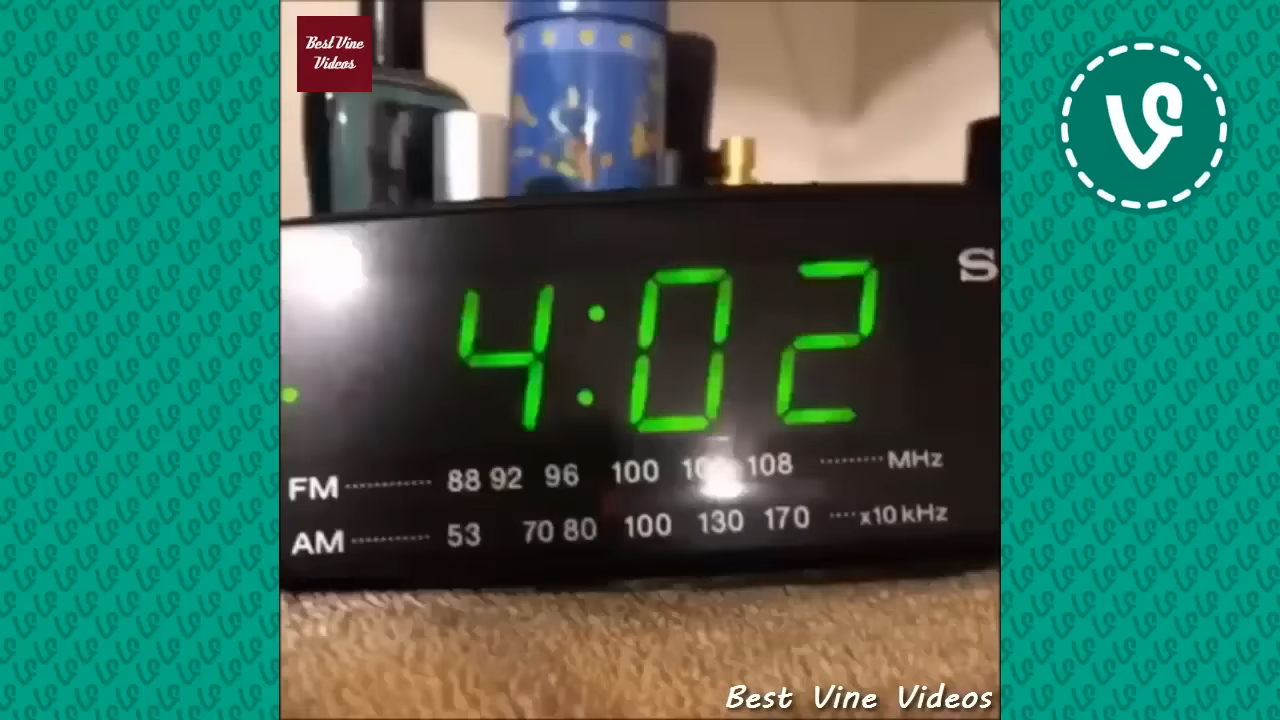 Best Vine
Videos
S
4:02
FM 88 92 96 100 108 MHz
AM 53 70 80 100 130 170 x10 kHz
Best Vine Videos